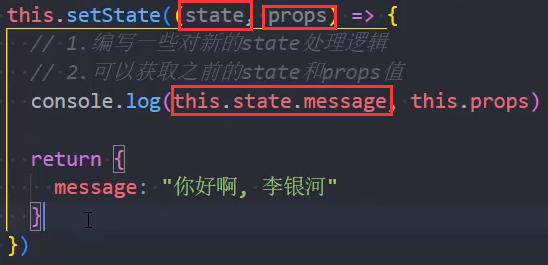 this.setState((state, props) => {
// 1.编写一些对新的state处理逻辑
// 2.可以获取之前的state和props值
console.log(this.state.message, this.props)
return {
message: "你好啊, 李银河"
}
})